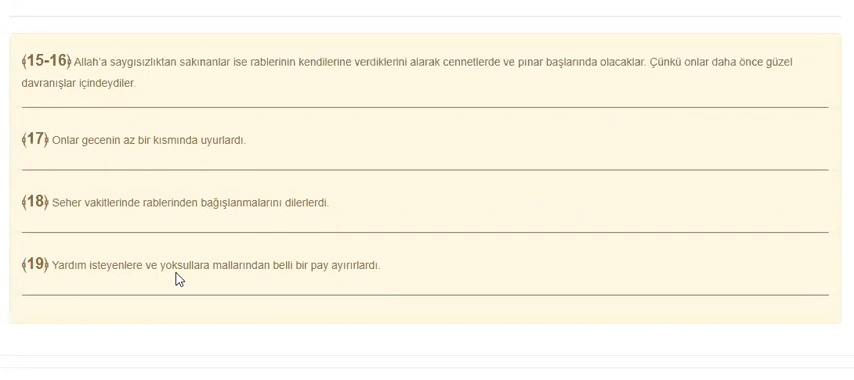 ﴾15-16﴿ Allah’a saygısızlıktan sakınanlar ise rablerinin kendilerine verdiklerini alarak cennetlerde ve pınar başlarında olacaklar. Çünkü onlar daha önce güzel
davranışlar içindeydiler.
﴾17﴿ Onlar gecenin az bir kısmında uyurlardı.
﴾18﴿ Seher vakitlerinde rablerinden bağışlanmalarını dilerlerdi.
﴾19﴿ Yardım isteyenlere ve yoksullara mallarından belli bir pay ayırırlardı.